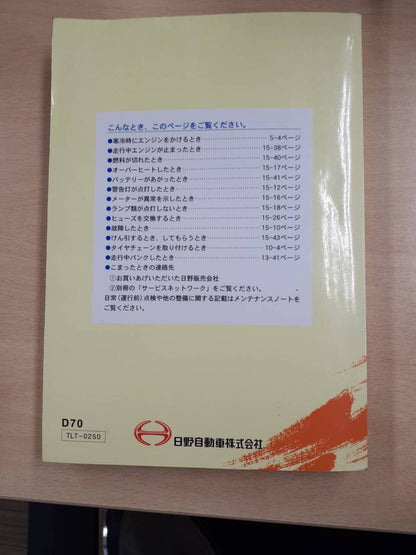 こんなとき、このページをご覧ください。
●寒冷時にエンジンをかけるとき 5-4ページ
●走行中エンジンが止まったとき 15-38ページ
●燃料が切れたとき 15-40ページ
●オーバーヒートしたとき 15-17ページ
●バッテリーがあがったとき 15-41ページ
●警告灯が点灯したとき 15-12ページ
●メーターが異常を示したとき 15-16ページ
●ランプ類が点灯しないとき 15-18ページ
●ヒューズを交換するとき 15-26ページ
●故障したとき 15-10ページ
●けん引するとき、してもらうとき 15-43ページ
●タイヤチェーンを取り付けるとき 10-4ページ
●走行中パンクしたとき 13-41ページ
●こまったときの連絡先
①お買いあげいただいた日野販売会社
②別冊の「サービスネットワーク」をご覧ください。
日常(運行前)点検や他の整備に関する記載はメンテナンスノートを
ご覧ください。
D70
TLT-0250
日野自動車株式会社